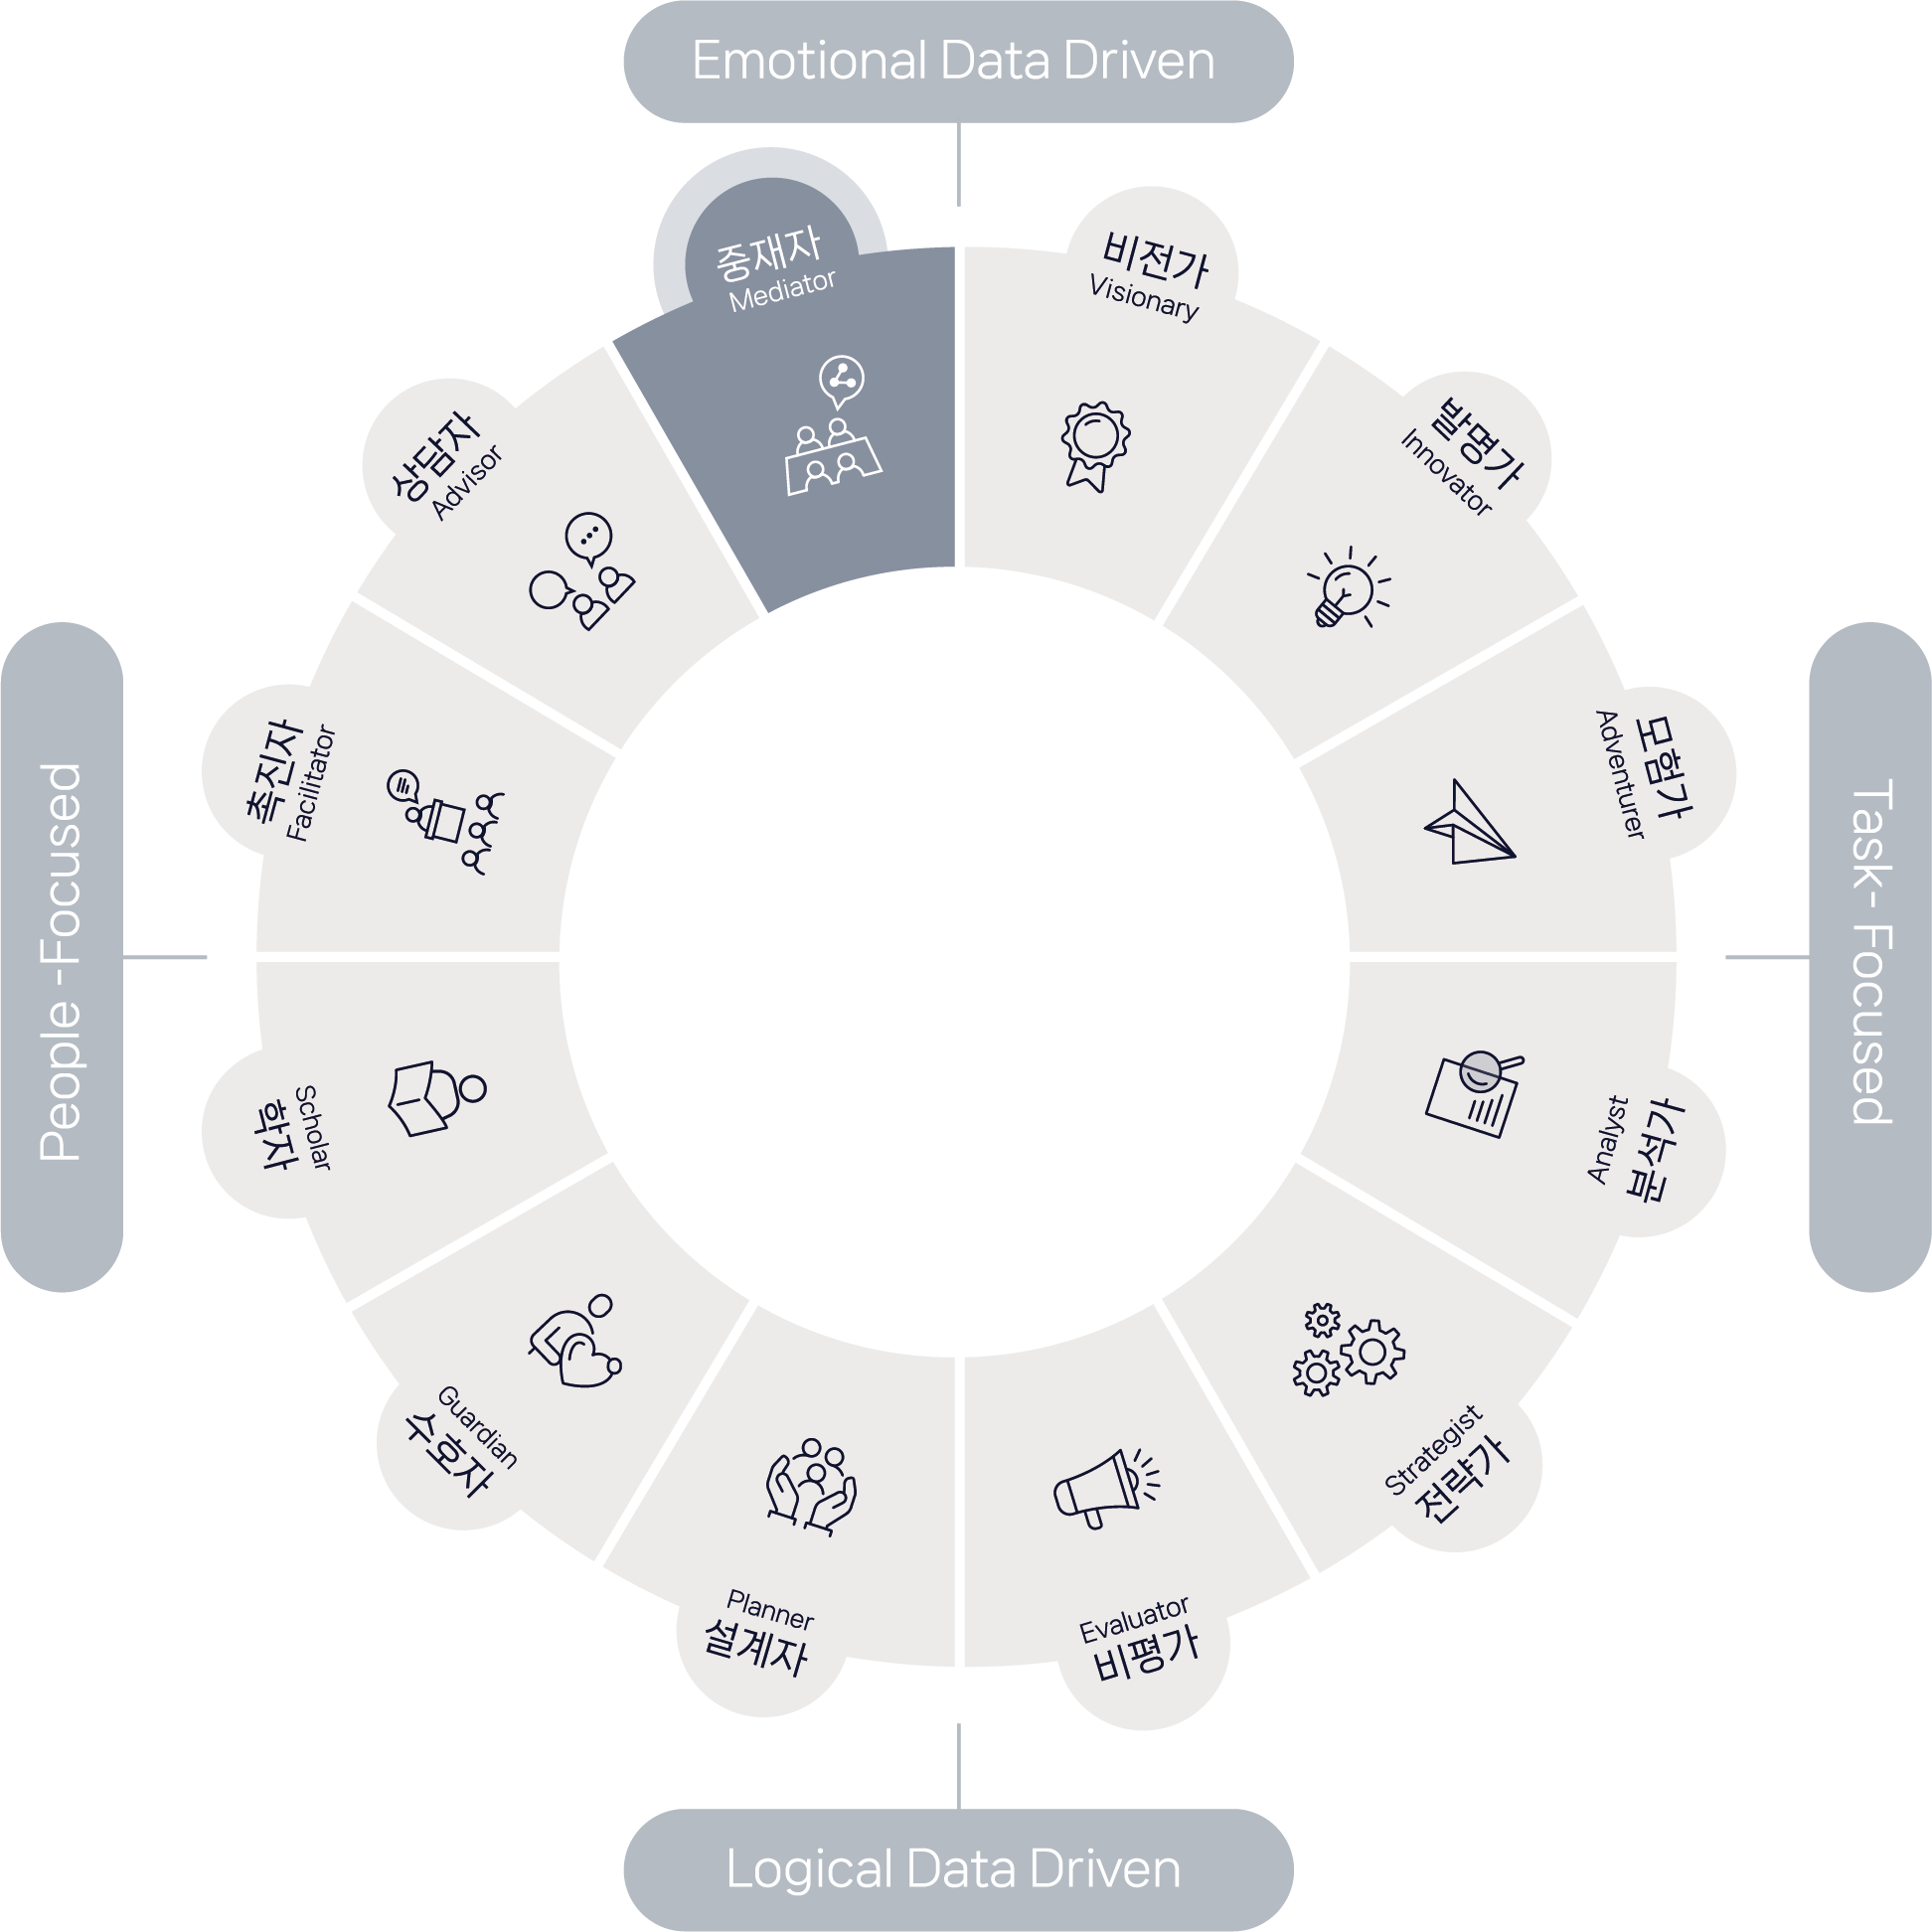 Emotional Data Driven
중재자
Mediator
비전가
Visionary
발명가
Innovator
모험가
Adventurer
Task- Focused
분석가
Analyst
전략가
Strategist
Evaluator
비평가
Planner
설계자
Guardian
수호자
Scholar
학자
촉진자
Facilitator
상담자
Advisor
People -Focused
Logical Data Driven